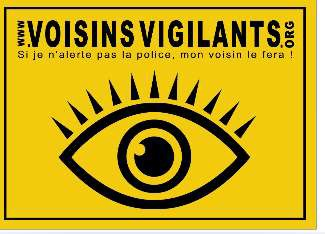 WWW.VOISINSVIGILANTS.ORG
Si je n'alerte pas la police, mon voisin le fera !